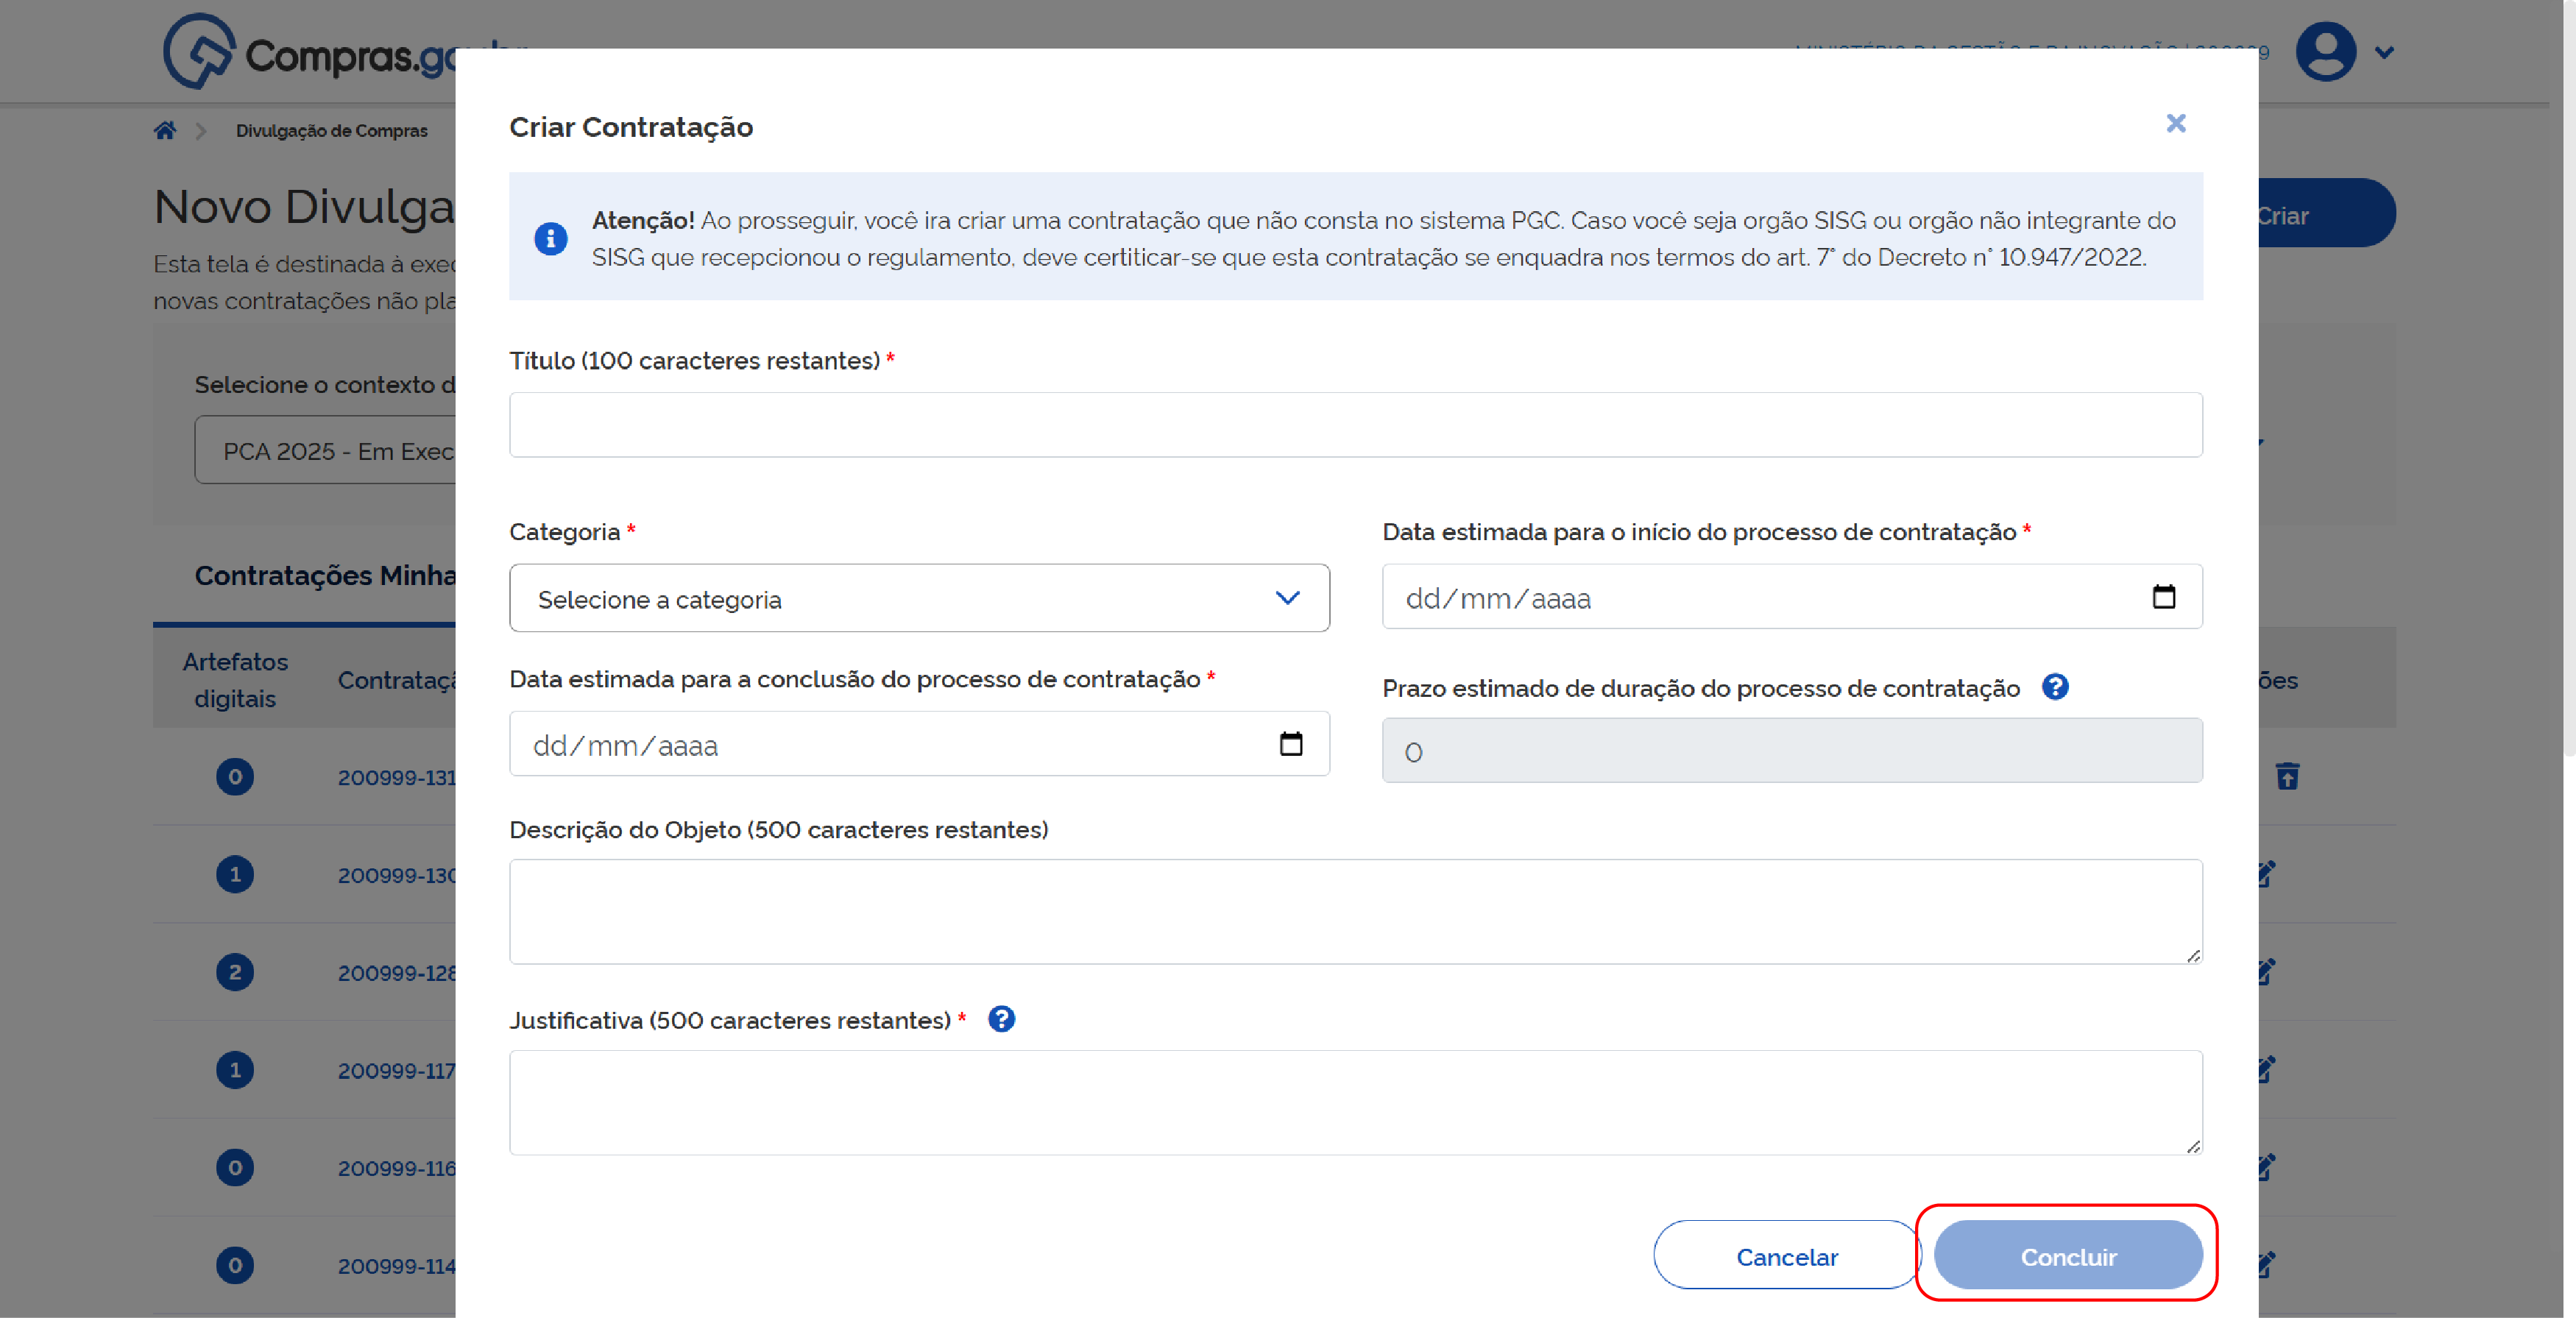 Compras.
Divulgação de Compras
Novo Divulga
Esta tela é destinada à exec
novas contratações não pla
Selecione o contexto d
PCA 2025 - Em Exec
Contratações Minha
Artefatos
digitais
Contrataçã
0 200999-131
1 200999-130
2 200999-128
1 200999-117
0 200999-116
0 200999-114
Criar
ões
Criar Contratação
Atenção! Ao prosseguir, você ira criar uma contratação que não consta no sistema PGC. Caso você seja orgão SISG ou orgão não integrante do
SISG que recepcionou o regulamento, deve certiticar-se que esta contratação se enquadra nos termos do art. 7° do Decreto n° 10.947/2022.
Título (100 caracteres restantes) *
Categoria *
Selecione a categoria
Data estimada para o início do processo de contratação *
dd/mm/aaaa
Data estimada para a conclusão do processo de contratação *
dd/mm/aaaa
Prazo estimado de duração do processo de contratação
0
Descrição do Objeto (500 caracteres restantes)
Justificativa (500 caracteres restantes) *
Cancelar
Concluir